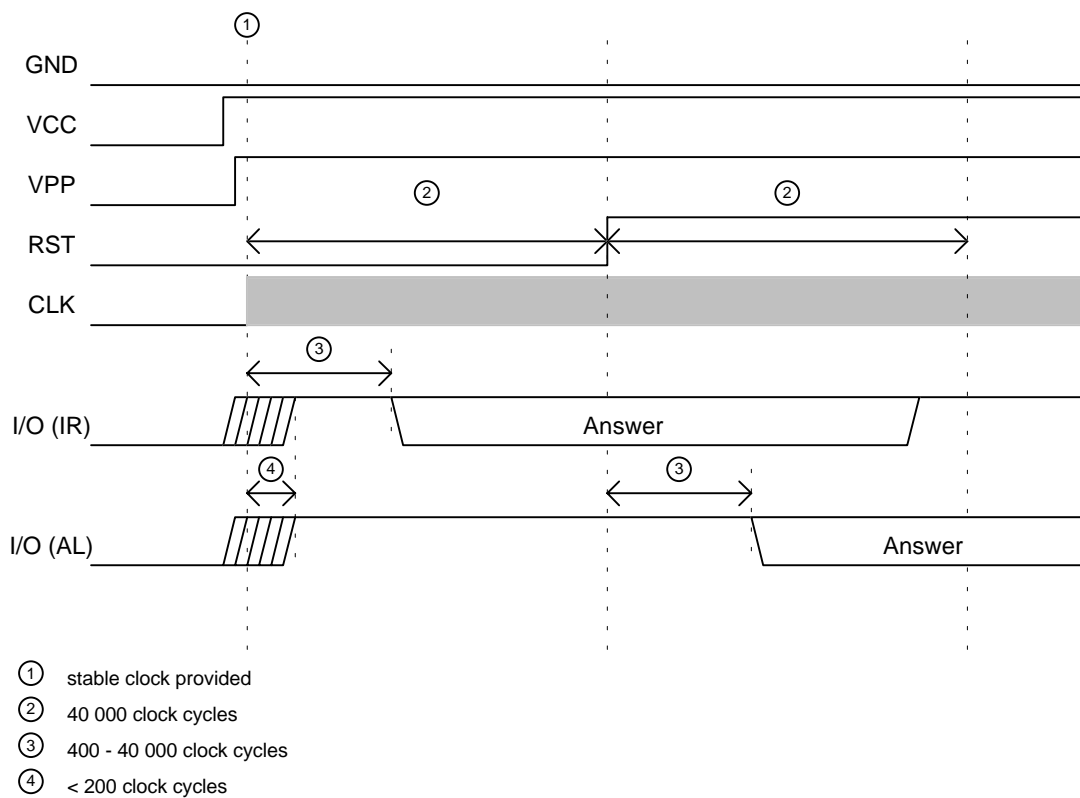 ①
GND
VCC
VPP
② ②
RST
CLK
③
I/O (IR) Answer
④ ③
I/O (AL) Answer
① stable clock provided
② 40 000 clock cycles
③ 400 - 40 000 clock cycles
④ < 200 clock cycles